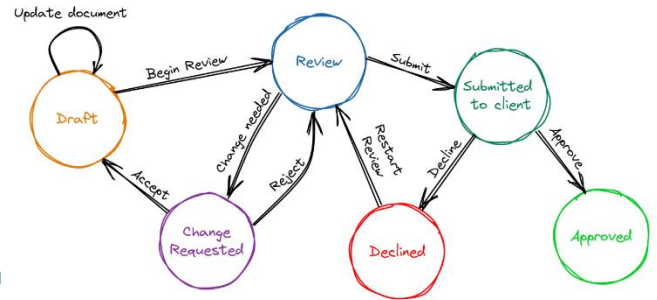 Update document
Begin Review
Review
Submit
Submitted
to client
Draft
Change needed
Reject
Restart
Review
Decline
Approve
Accept
Change
Requested
Declined
Approved